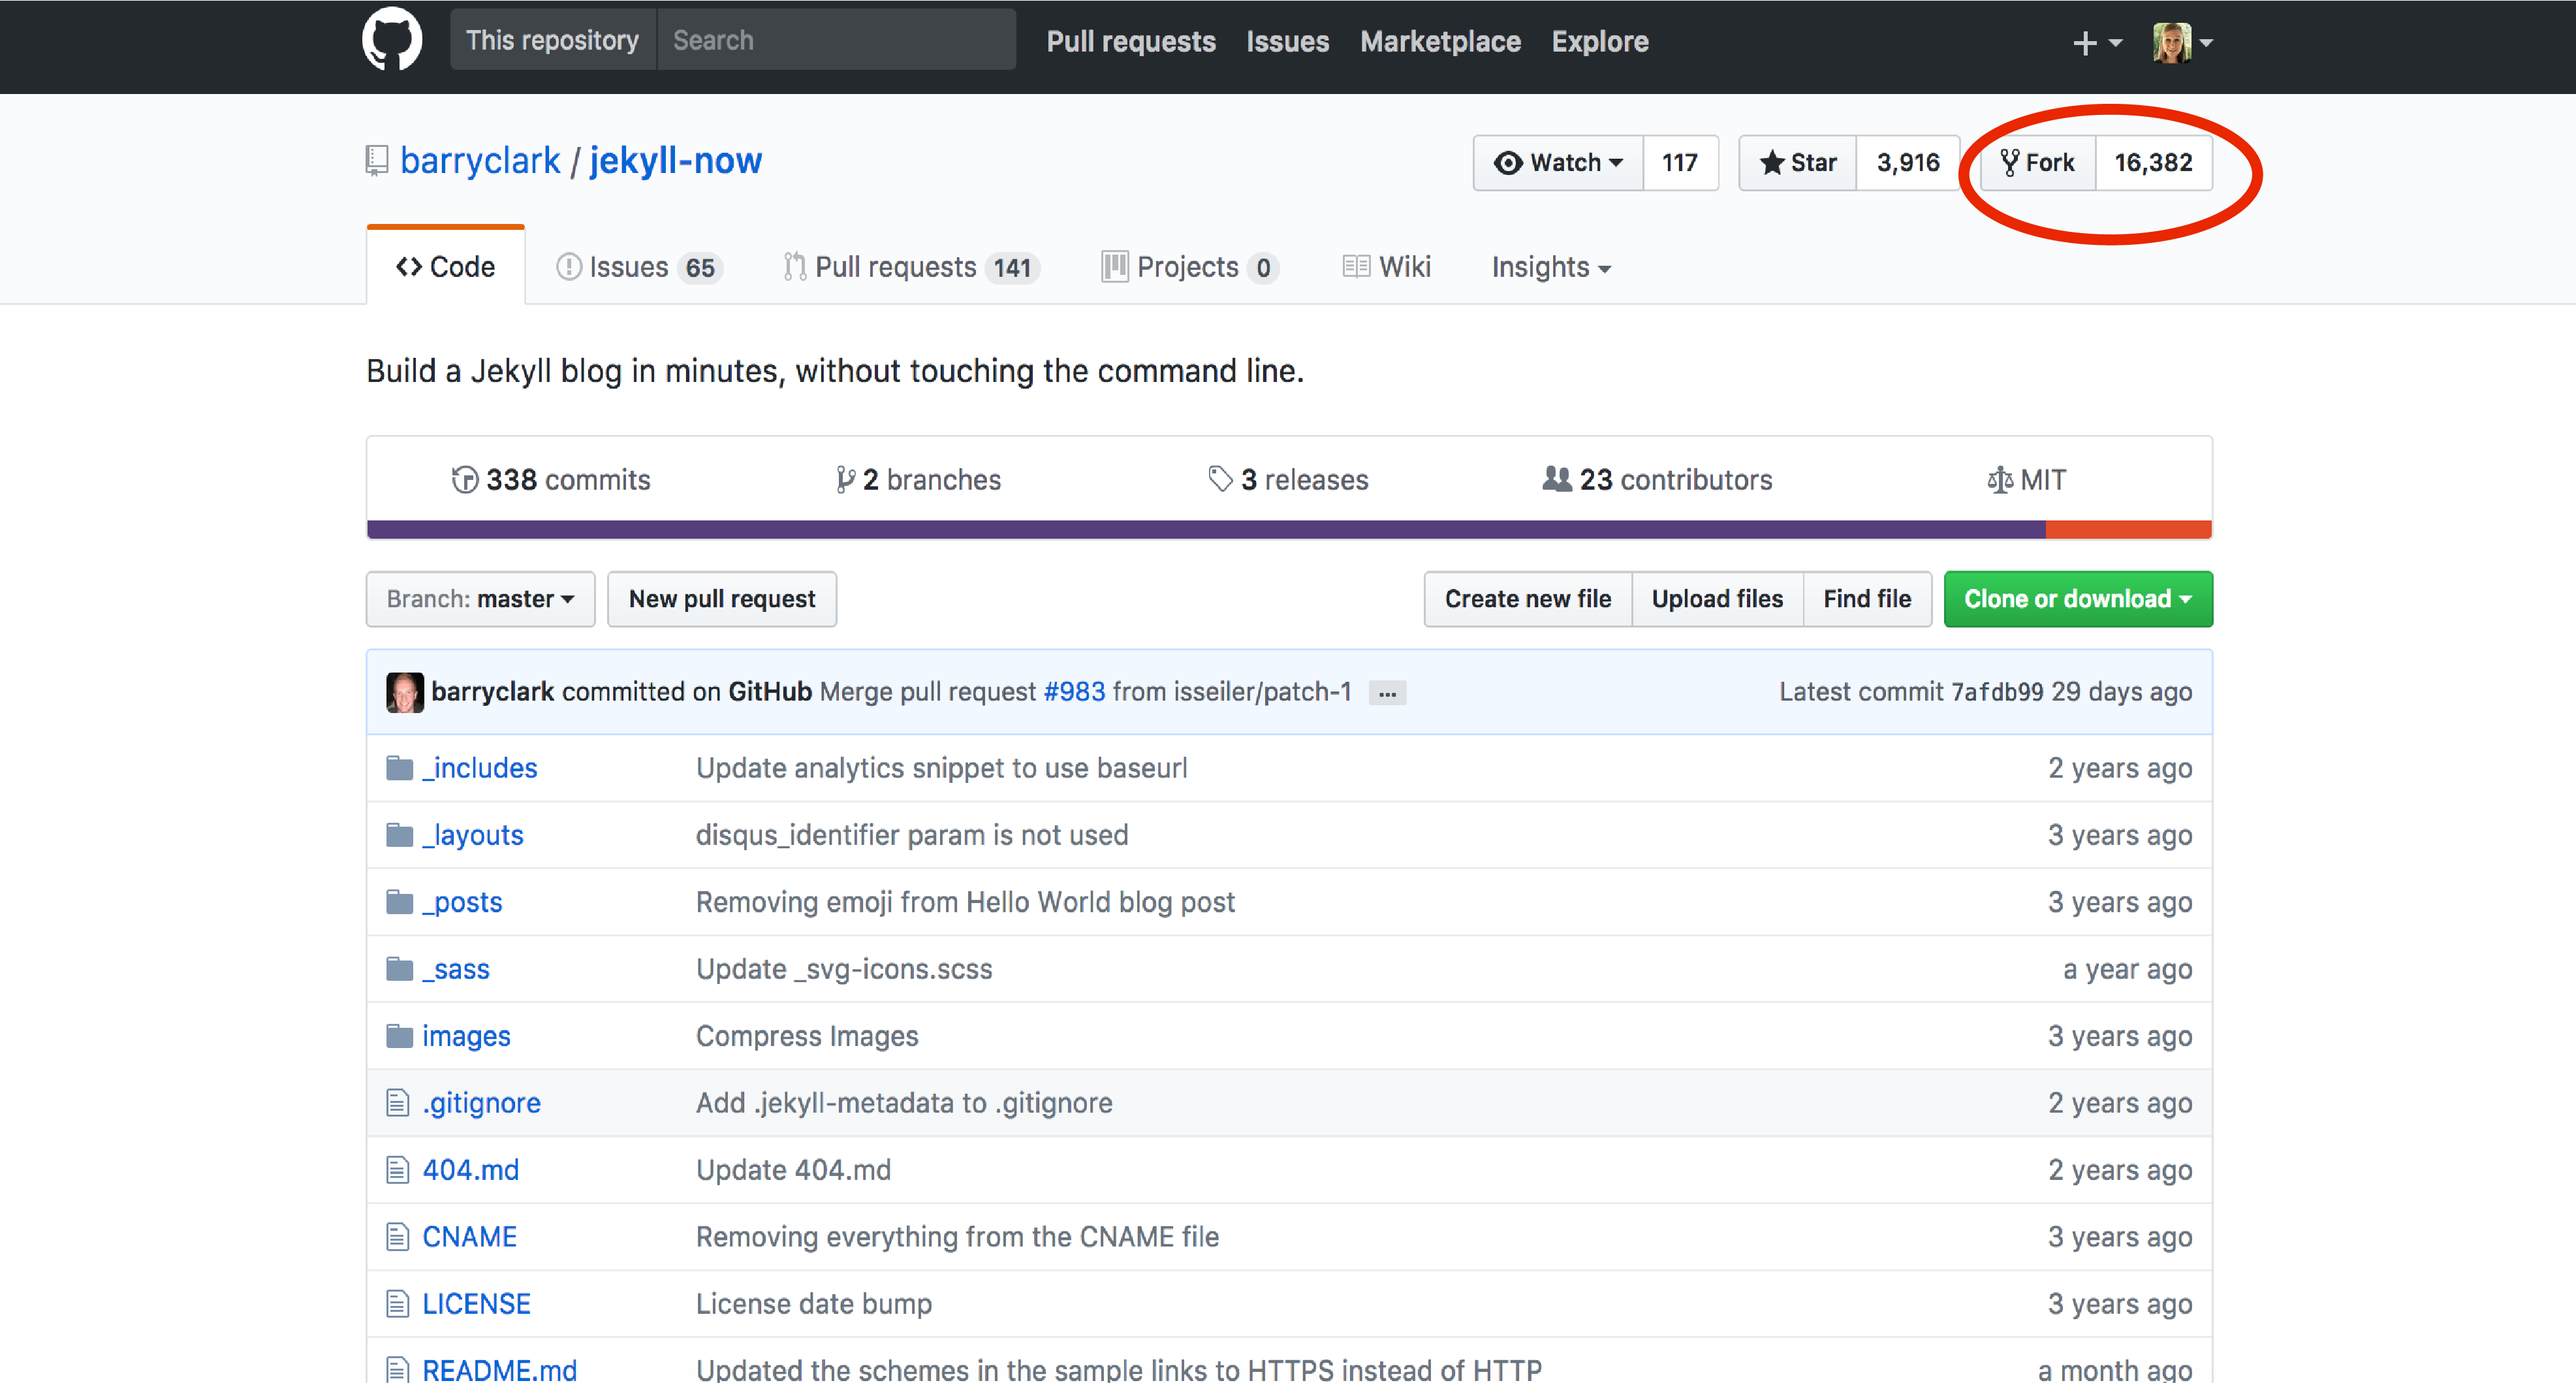 This repository Search Pull requests Issues Marketplace Explore
barryclark / jekyll-now Watch 117 Star 3,916 Fork 16,382
Code Issues 65 Pull requests 141 Projects 0 Wiki Insights
Build a Jekyll blog in minutes, without touching the command line.
338 commits 2 branches 3 releases 23 contributors MIT
Branch: master New pull request Create new file Upload files Find file Clone or download
barryclark committed on GitHub Merge pull request #983 from isseiler/patch-1 ... Latest commit 7afdb99 29 days ago
_includes Update analytics snippet to use baseurl 2 years ago
_layouts disqus_identifier param is not used 3 years ago
_posts Removing emoji from Hello World blog post 3 years ago
_sass Update _svg-icons.scss a year ago
images Compress Images 3 years ago
.gitignore Add .jekyll-metadata to .gitignore 2 years ago
404.md Update 404.md 2 years ago
CNAME Removing everything from the CNAME file 3 years ago
LICENSE License date bump 3 years ago
README.md Updated the schemes in the sample links to HTTPS instead of HTTP a month ago